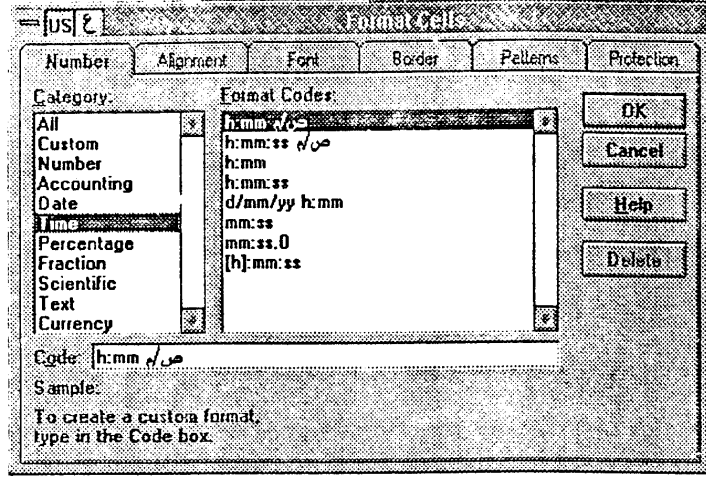 US ع
Format Cells
Number Alignment Font Border Patterns Protection
Category:
All
Custom
Number
Accounting
Date
Time
Percentage
Fraction
Scientific
Text
Currency
Format Codes:
h:mm ص/م
h:mm:ss ص/م
h:mm
h:mm:ss
d/mm/yy h:mm
mm:ss
mm:ss.0
[h]:mm:ss
OK
Cancel
Help
Delete
Code: h:mm ص/م
Sample:
To create a custom format,
type in the Code box.